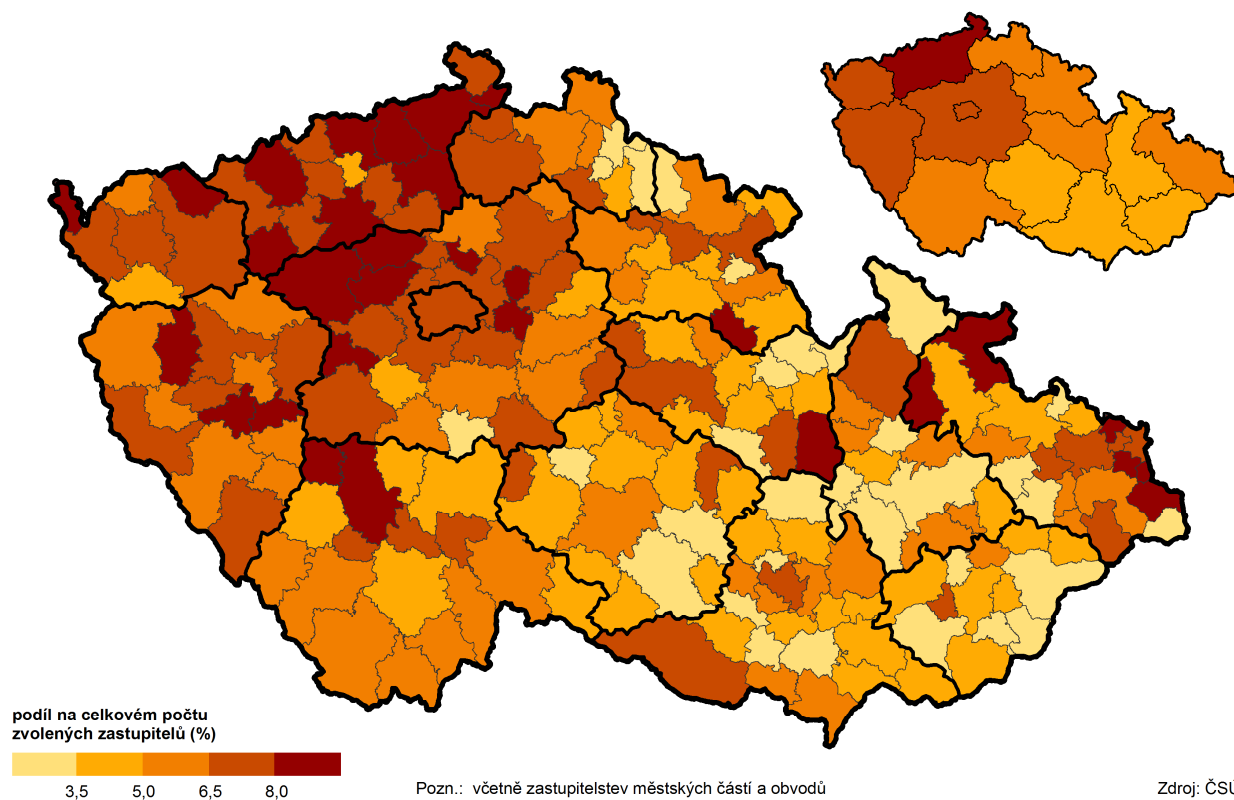 podíl na celkovém počtu
zvolených zastupitelů (%)
3,5 5,0 6,5 8,0
Pozn.: včetně zastupitelstev městských částí a obvodů
Zdroj: ČSÚ